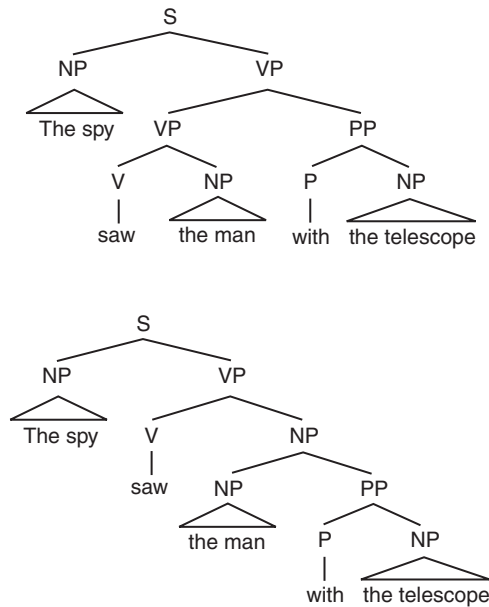 S
NP VP
The spy VP PP
V NP P NP
saw the man with the telescope
S
NP VP
The spy V NP
saw NP PP
the man P NP
with the telescope